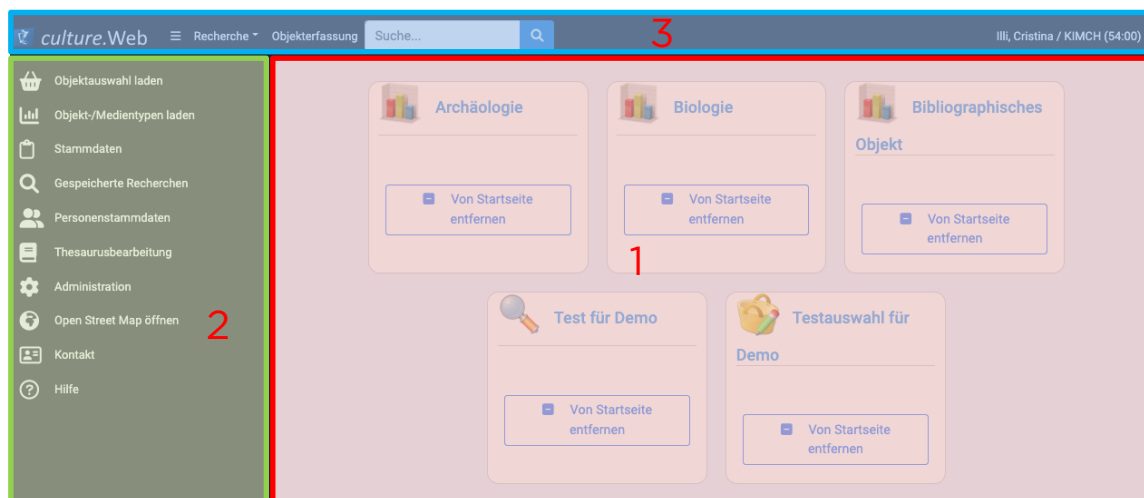 culture.Web Recherche Objekterfassung Suche... 3 Illi, Cristina / KIMCH (54:00)
Objektauswahl laden
Objekt-/Medientypen laden
Stammdaten
Gespeicherte Recherchen
Personenstammdaten
Thesaurusbearbeitung
Administration
Open Street Map öffnen
2
Kontakt
Hilfe
Archäologie
Von Startseite
entfernen
Biologie
Von Startseite
entfernen
1
Bibliographisches
Objekt
Von Startseite
entfernen
Test für Demo
Von Startseite
entfernen
Testauswahl für
Demo
Von Startseite
entfernen